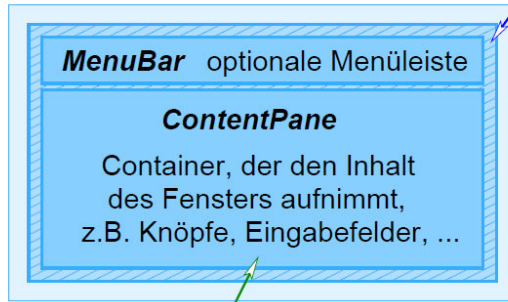 MenuBar optionale Menüleiste
ContentPane
Container, der den Inhalt
des Fensters aufnimmt,
z.B. Knöpfe, Eingabefelder, ...